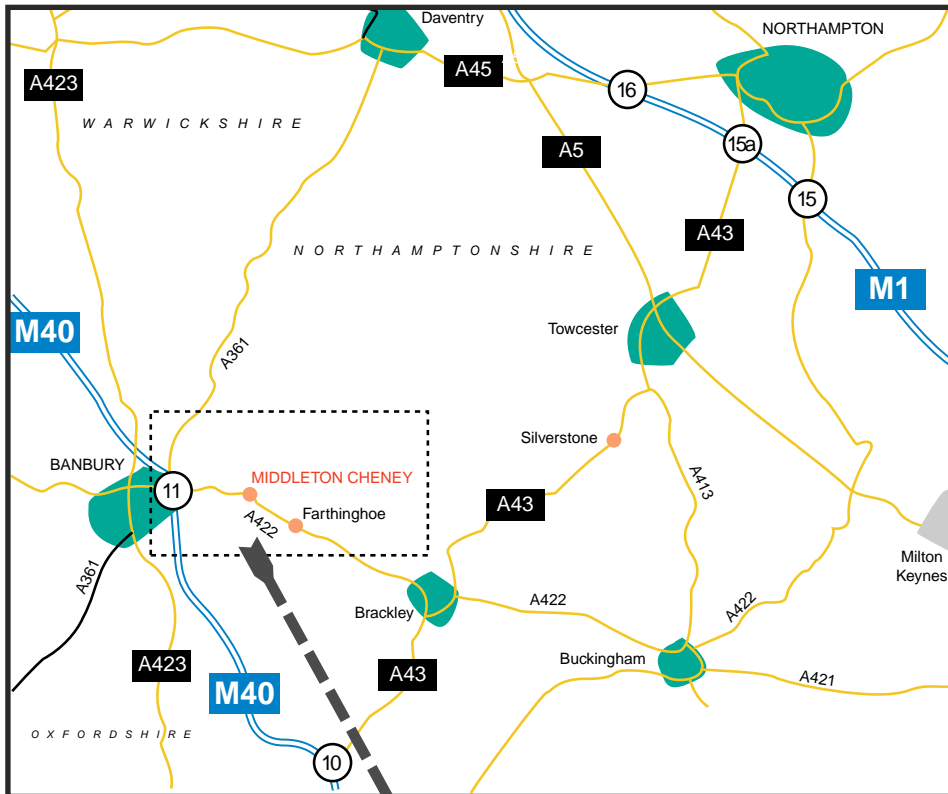 Daventry
NORTHAMPTON
A45
A423
16
WARWICKSHIRE
A5
15a
15
A43
NORTHAMPTONSHIRE
M1
M40
Towcester
A361
Silverstone
BANBURY
MIDDLETON CHENEY
11
A413
A43
Farthinghoe
A422
Milton
Keynes
A361
Brackley
A422
A422
A423
Buckingham
A43
A421
M40
OXFORDSHIRE
10